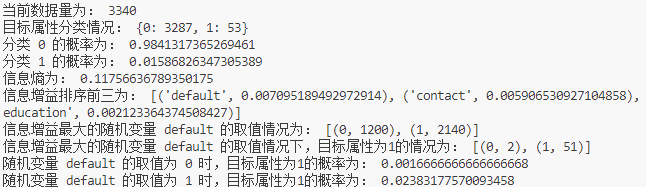 当前数据量为： 3340
目标属性分类情况： {0: 3287, 1: 53}
分类 0 的概率为： 0.9841317365269461
分类 1 的概率为： 0.01586826347305389
信息熵为： 0.11756636789350175
信息增益排序前三为： [('default', 0.007095189492972914), ('contact', 0.005906530927104858),
education', 0.002123364374508427)]
信息增益最大的随机变量 default 的取值情况为： [(0, 1200), (1, 2140)]
信息增益最大的随机变量 default 的取值情况下，目标属性为1的情况为： [(0, 2), (1, 51)]
随机变量 default 的取值为 0 时，目标属性为1的概率为： 0.0016666666666666668
随机变量 default 的取值为 1 时，目标属性为1的概率为： 0.02383177570093458